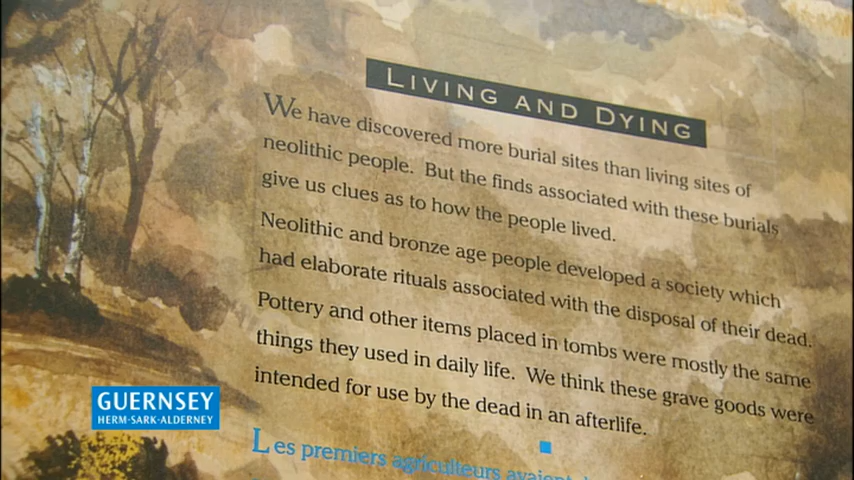 LIVING AND DYING
We have discovered more burial sites than living sites of
neolithic people. But the finds associated with these burials
give us clues as to how the people lived.
Neolithic and bronze age people developed a society which
had elaborate rituals associated with the disposal of their dead.
Pottery and other items placed in tombs were mostly the same
things they used in daily life. We think these grave goods were
intended for use by the dead in an afterlife.
Les premiers agriculteurs avaient
GUERNSEY
HERM-SARK-ALDERNEY